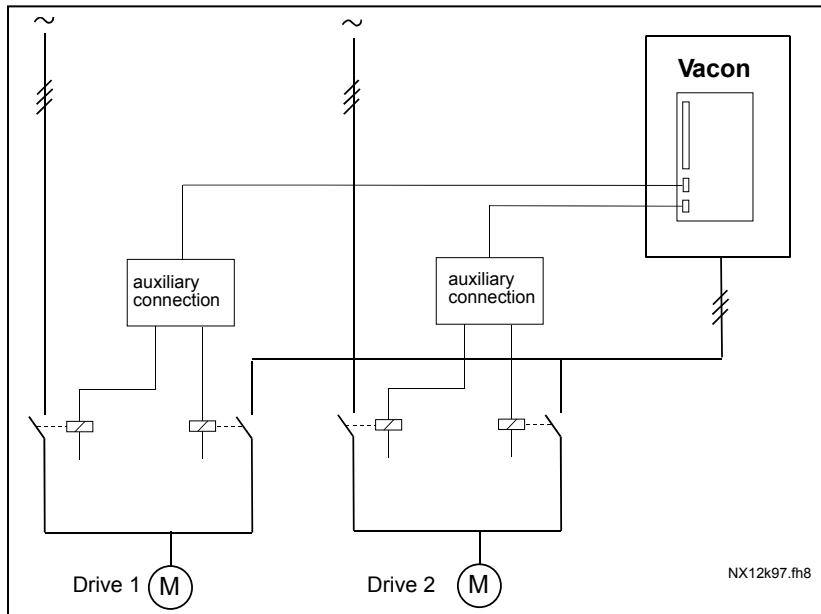 ~
~
Vacon
auxiliary
connection
auxiliary
connection
Drive 1
M
Drive 2
M
NX12k97.fh8